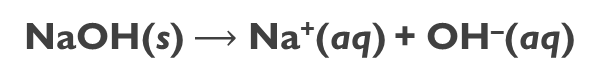 NaOH(s) ⟶ Na⁺(aq) + OH⁻(aq)